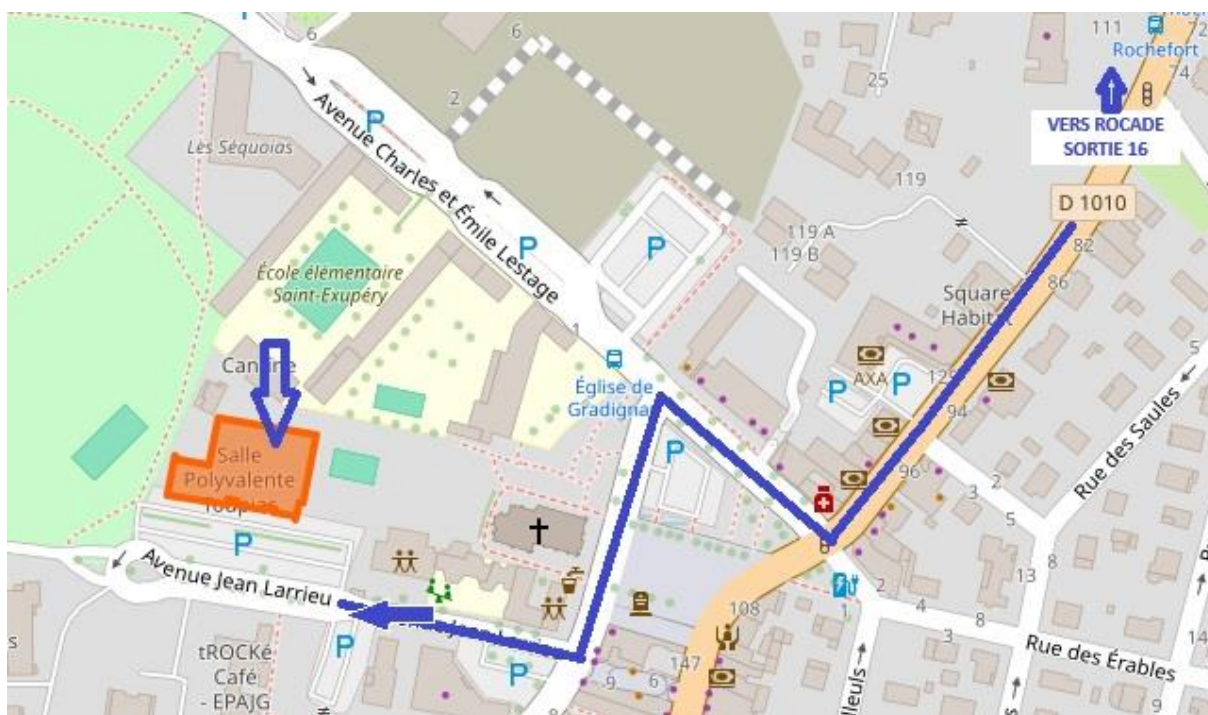 6
111
72
Rochefort
74
25
VERS ROCADE
SORTIE 16
6
2
P
Les Séquoias
Avenue Charles et Émile Lestage
P
P
119
119 A
119 B
D 1010
82
86
École élémentaire
Saint-Exupéry
Square
Habitat
1
5
Cantine
Église de
AXA
P
P
94
Rue des Saules
Salle
Polyvalente
P
96
3
2
5
P
Avenue Jean Larrieu
8
13
2
1
4
8
3
108
Rue des Érables
14
P
tROCKé
Café
- EPAJG
P
9
6
147
9